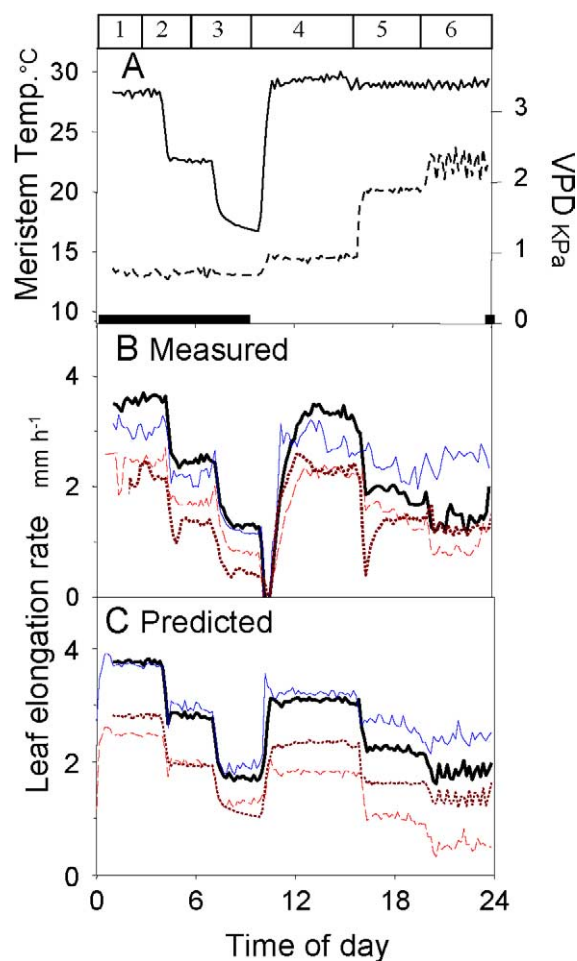 1 2 3 4 5 6
A
30
25
20
15
10
Meristem Temp.°C
3
2
1
0
VPD kPa
B Measured
4
2
0
C Predicted
4
2
0
Leaf elongation rate mm h⁻¹
0 6 12 18 24
Time of day